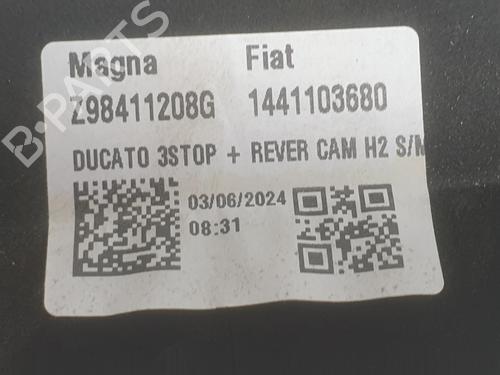 Magna Fiat
Z98411208G 1441103680
DUCATO 3STOP + REVER CAM H2 S/M
03/06/2024
08:31
B-PARTS